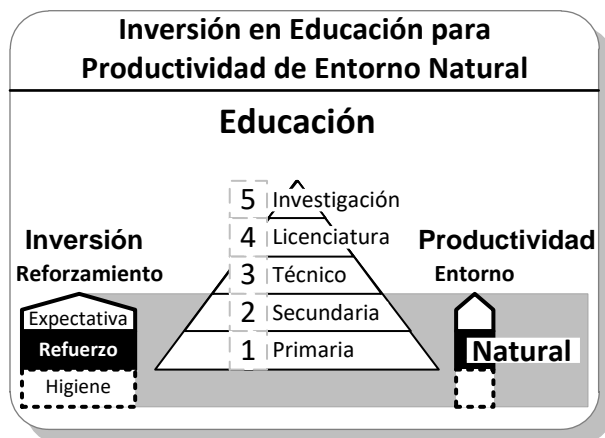 Inversión en Educación para
Productividad de Entorno Natural
Educación
5 Investigación
4 Licenciatura
3 Técnico
2 Secundaria
1 Primaria
Inversión
Reforzamiento
Expectativa
Refuerzo
Higiene
Productividad
Entorno
Natural